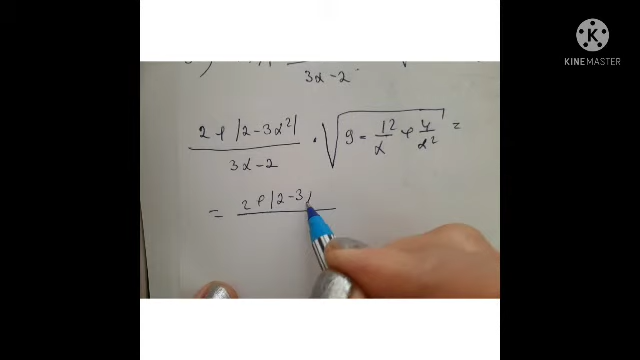 KINEMASTER
3x-2
2+|2-3x²| / 3x-2 · √9 - 12/x + 4/x² =
= 2+|2-3